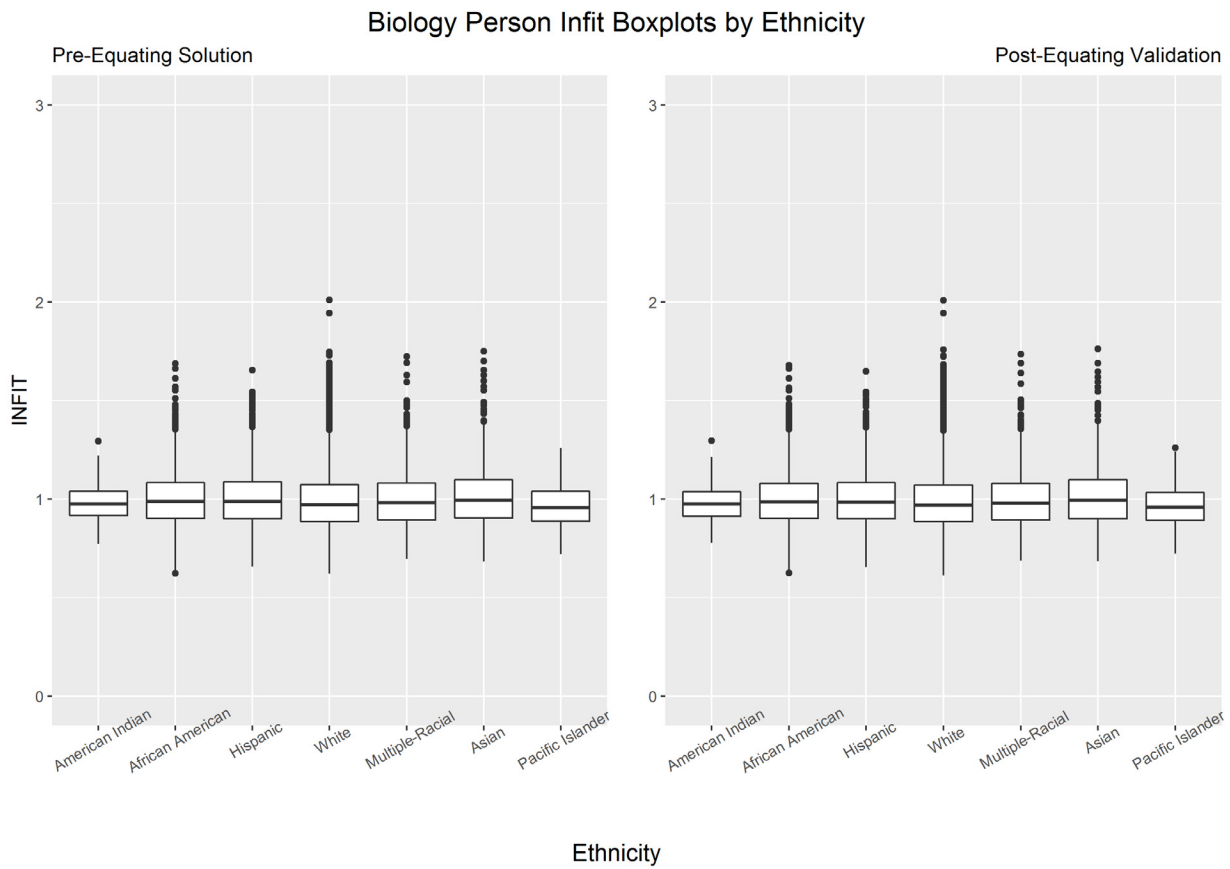 Biology Person Infit Boxplots by Ethnicity
Pre-Equating Solution
Post-Equating Validation
INFIT
3
2
1
0
American Indian
African American
Hispanic
White
Multiple-Racial
Asian
Pacific Islander
3
2
1
0
American Indian
African American
Hispanic
White
Multiple-Racial
Asian
Pacific Islander
Ethnicity